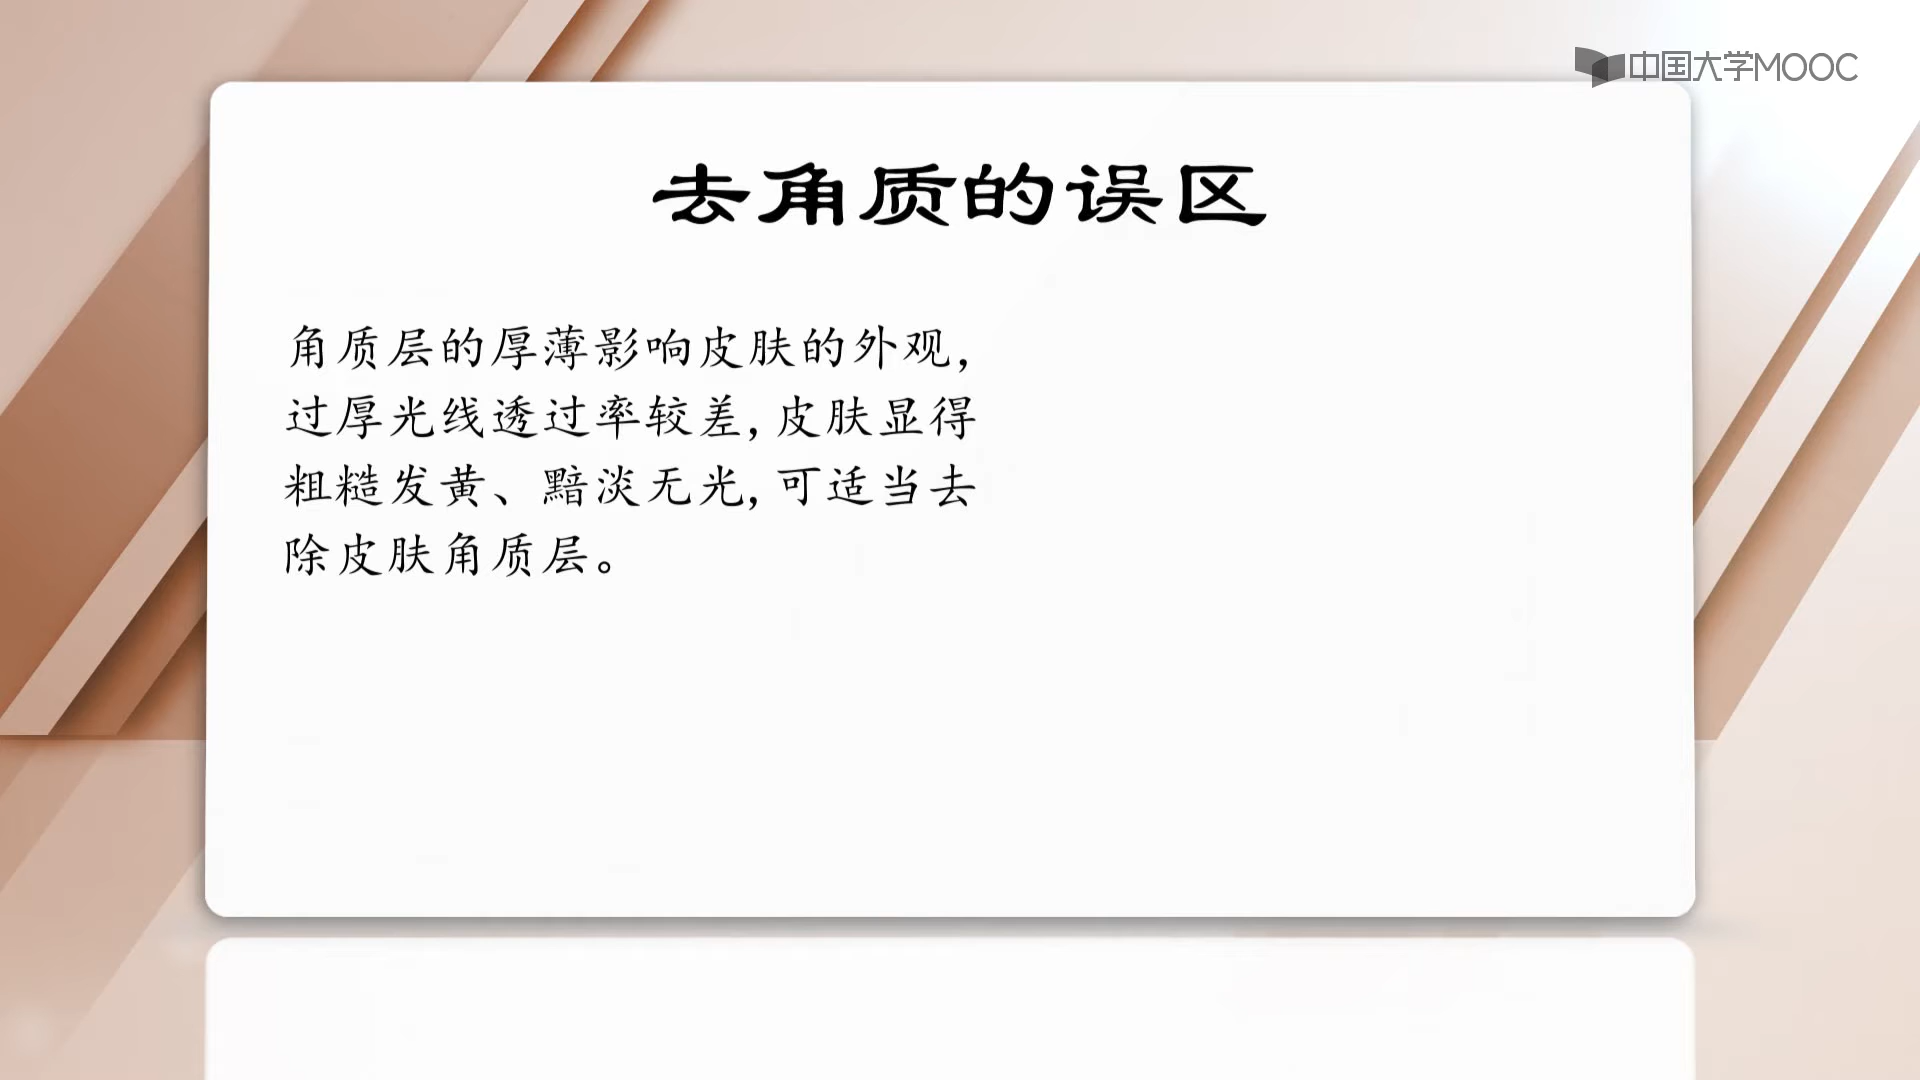 中国大学MOOC
去角质的误区
角质层的厚薄影响皮肤的外观，
过厚光线透过率较差，皮肤显得
粗糙发黄、黯淡无光，可适当去
除皮肤角质层。